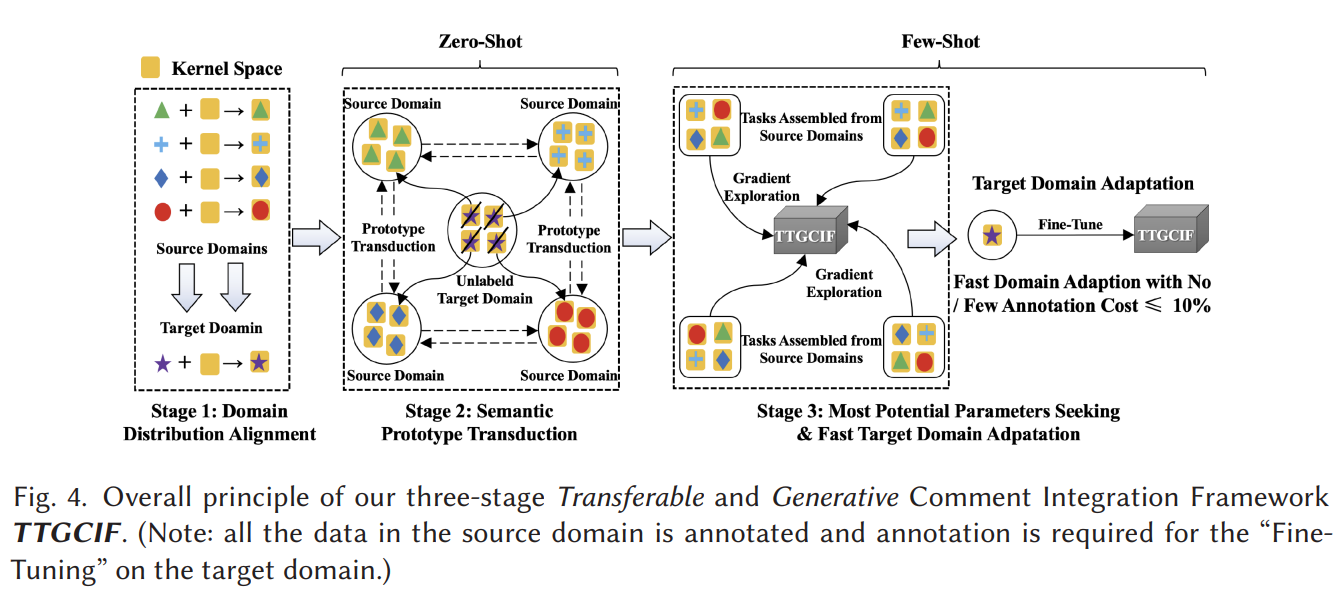 Zero-Shot
Few-Shot
Kernel Space
+ → 
+ →
+ →
+ →
Source Domains
Target Doamin
+ →
Stage 1: Domain
Distribution Alignment
Source Domain
Source Domain
Prototype
Transduction
Prototype
Transduction
Unlabeld
Target Domain
Source Domain
Source Domain
Stage 2: Semantic
Prototype Transduction
Tasks Assembled from
Source Domains
Gradient
Exploration
TTGCIF
Gradient
Exploration
Tasks Assembled from
Source Domains
Stage 3: Most Potential Parameters Seeking
& Fast Target Domain Adpatation
Target Domain Adaptation
Fine-Tune
TTGCIF
Fast Domain Adaption with No
/ Few Annotation Cost ⩽ 10%
Fig. 4. Overall principle of our three-stage Transferable and Generative Comment Integration Framework
TTGCIF. (Note: all the data in the source domain is annotated and annotation is required for the “Fine-
Tuning” on the target domain.)